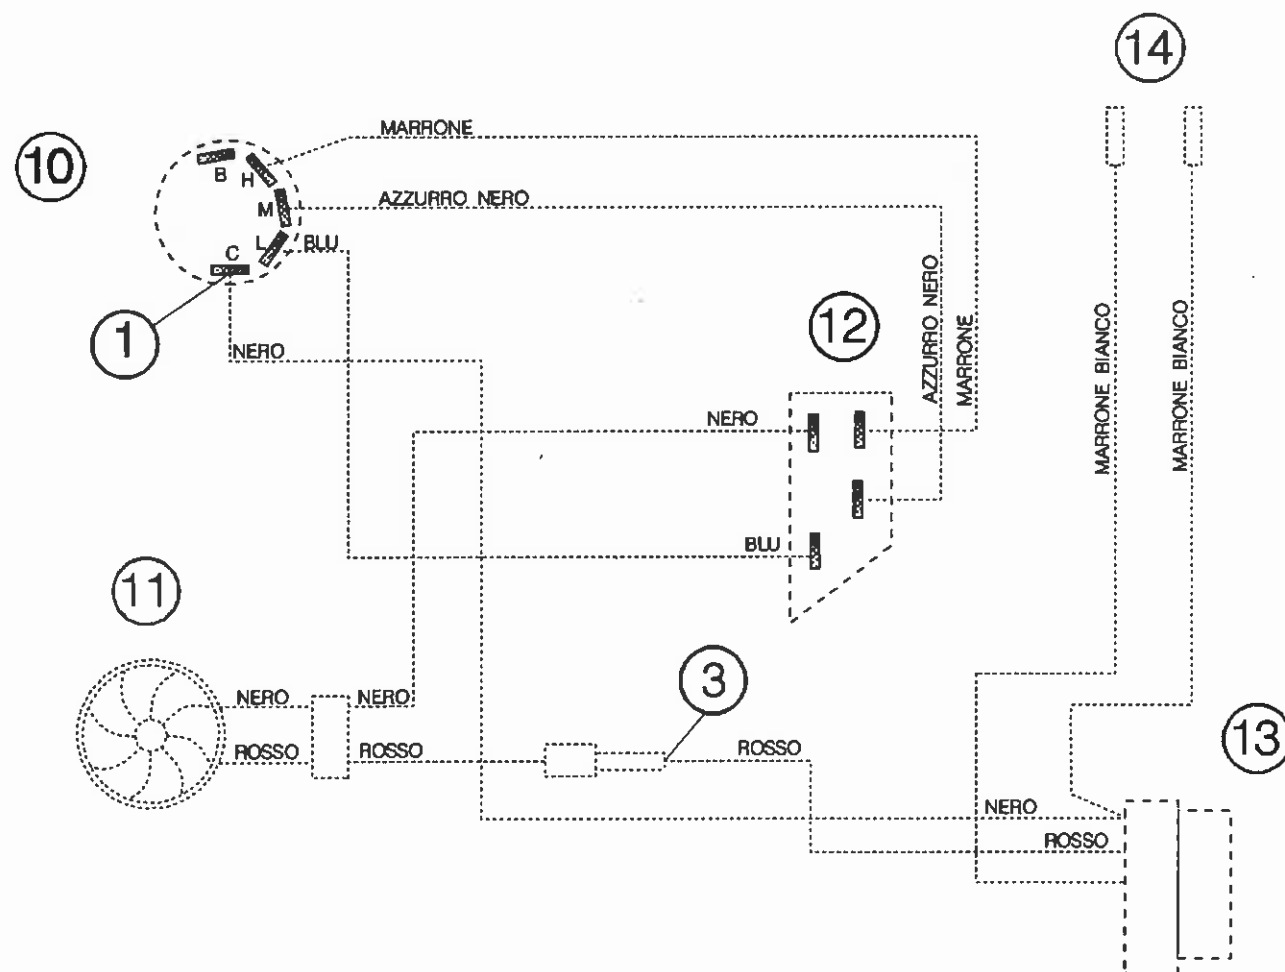 14
MARRONE
10
B
H
AZZURRO NERO
M
L
BLU
C
1
NERO
12
AZZURRO NERO
MARRONE
MARRONE BIANCO
MARRONE BIANCO
NERO
BLU
11
3
NERO
NERO
ROSSO
ROSSO
ROSSO
13
NERO
ROSSO